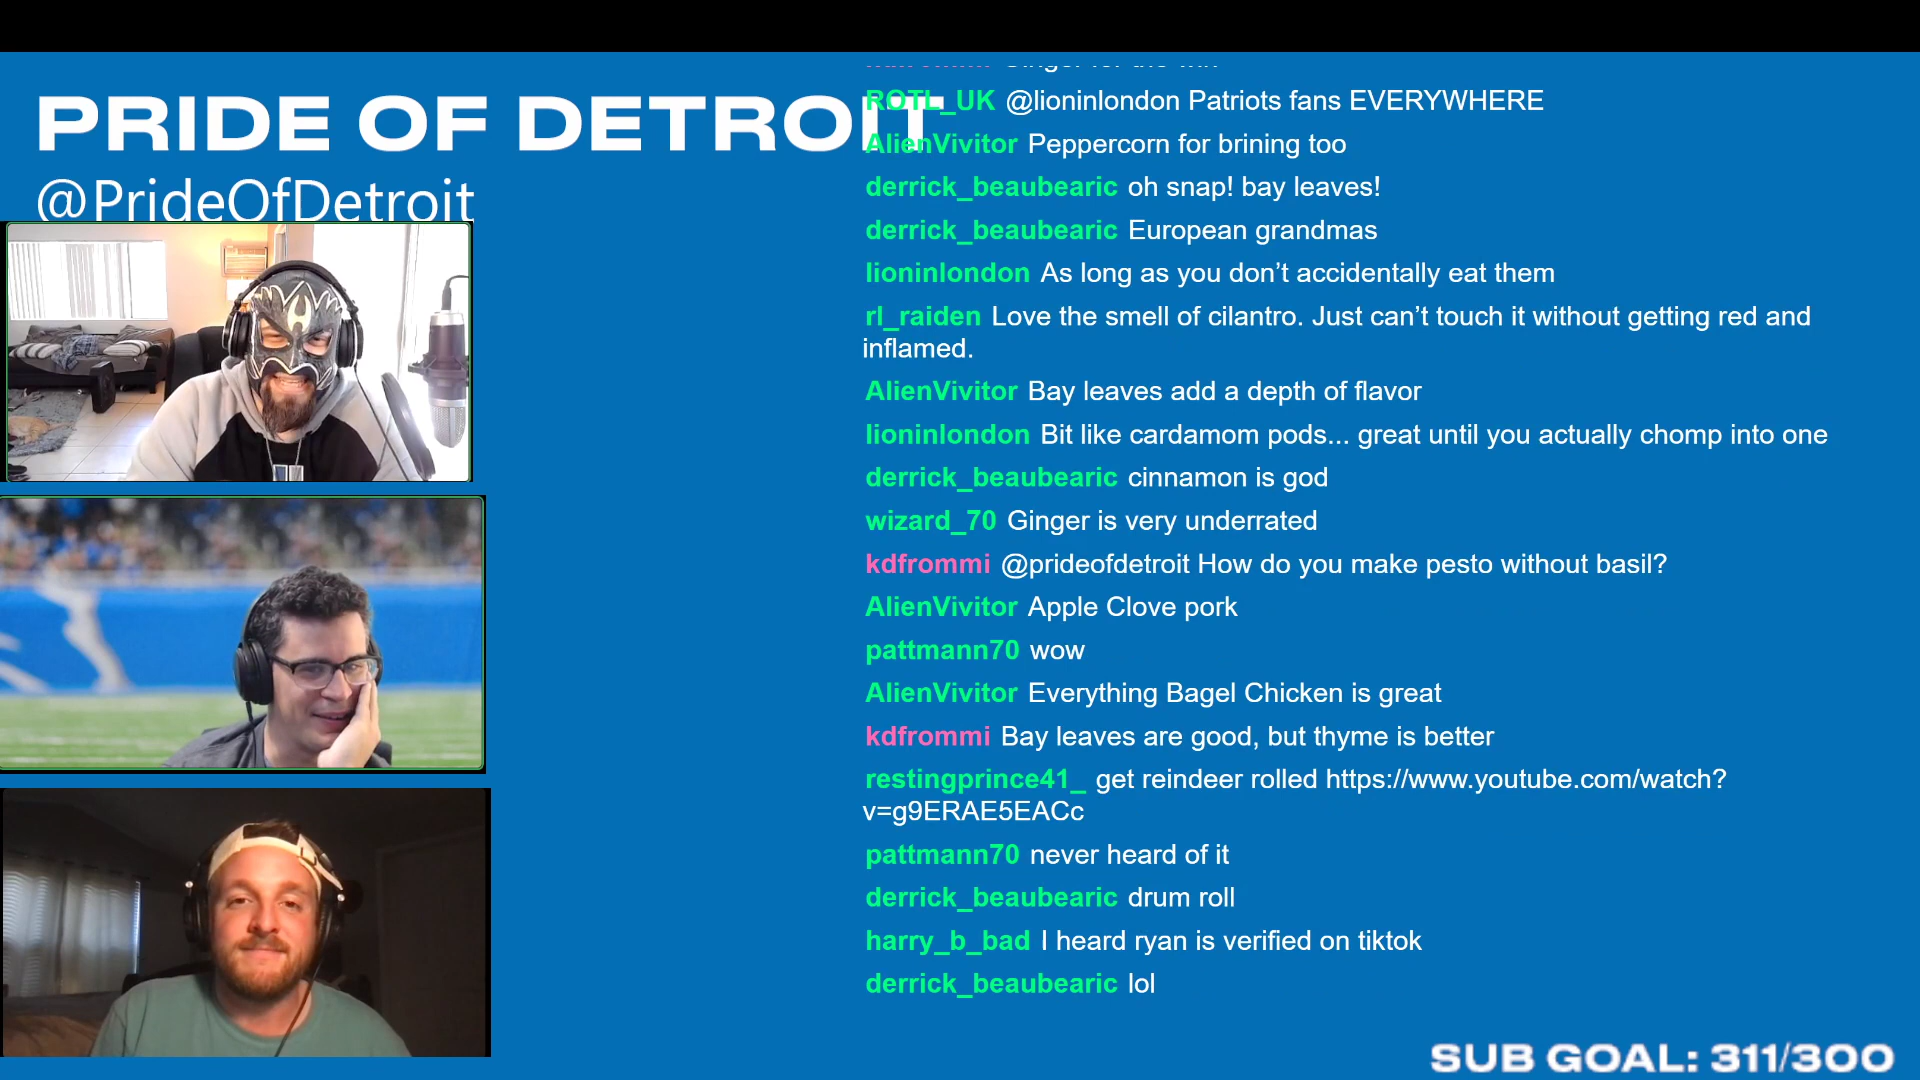 PRIDE OF DETROIT
@PrideOfDetroit
ROTL_UK @lioninlondon Patriots fans EVERYWHERE
AlienVivitor Peppercorn for brining too
derrick_beaubearic oh snap! bay leaves!
derrick_beaubearic European grandmas
lioninlondon As long as you don’t accidentally eat them
rl_raiden Love the smell of cilantro. Just can’t touch it without getting red and
inflamed.
AlienVivitor Bay leaves add a depth of flavor
lioninlondon Bit like cardamom pods... great until you actually chomp into one
derrick_beaubearic cinnamon is god
wizard_70 Ginger is very underrated
kdfrommi @prideofdetroit How do you make pesto without basil?
AlienVivitor Apple Clove pork
pattmann70 wow
AlienVivitor Everything Bagel Chicken is great
kdfrommi Bay leaves are good, but thyme is better
restingprince41_ get reindeer rolled https://www.youtube.com/watch?
v=g9ERAE5EACc
pattmann70 never heard of it
derrick_beaubearic drum roll
harry_b_bad I heard ryan is verified on tiktok
derrick_beaubearic lol
SUB GOAL: 311/300